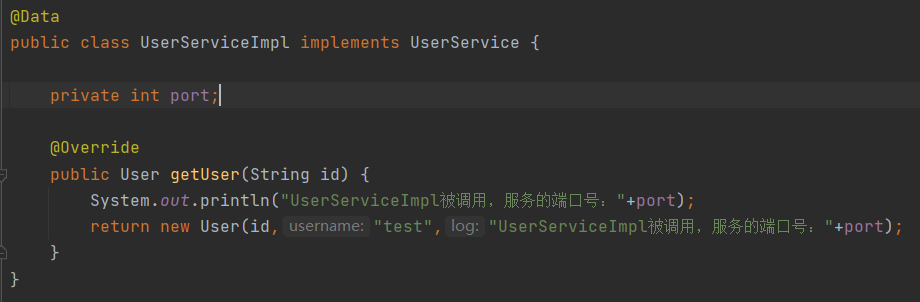 @Data
public class UserServiceImpl implements UserService {
private int port;
@Override
public User getUser(String id) {
System.out.println("UserServiceImpl被调用，服务的端口号："+port);
return new User(id, username: "test", log: "UserServiceImpl被调用，服务的端口号："+port);
}
}